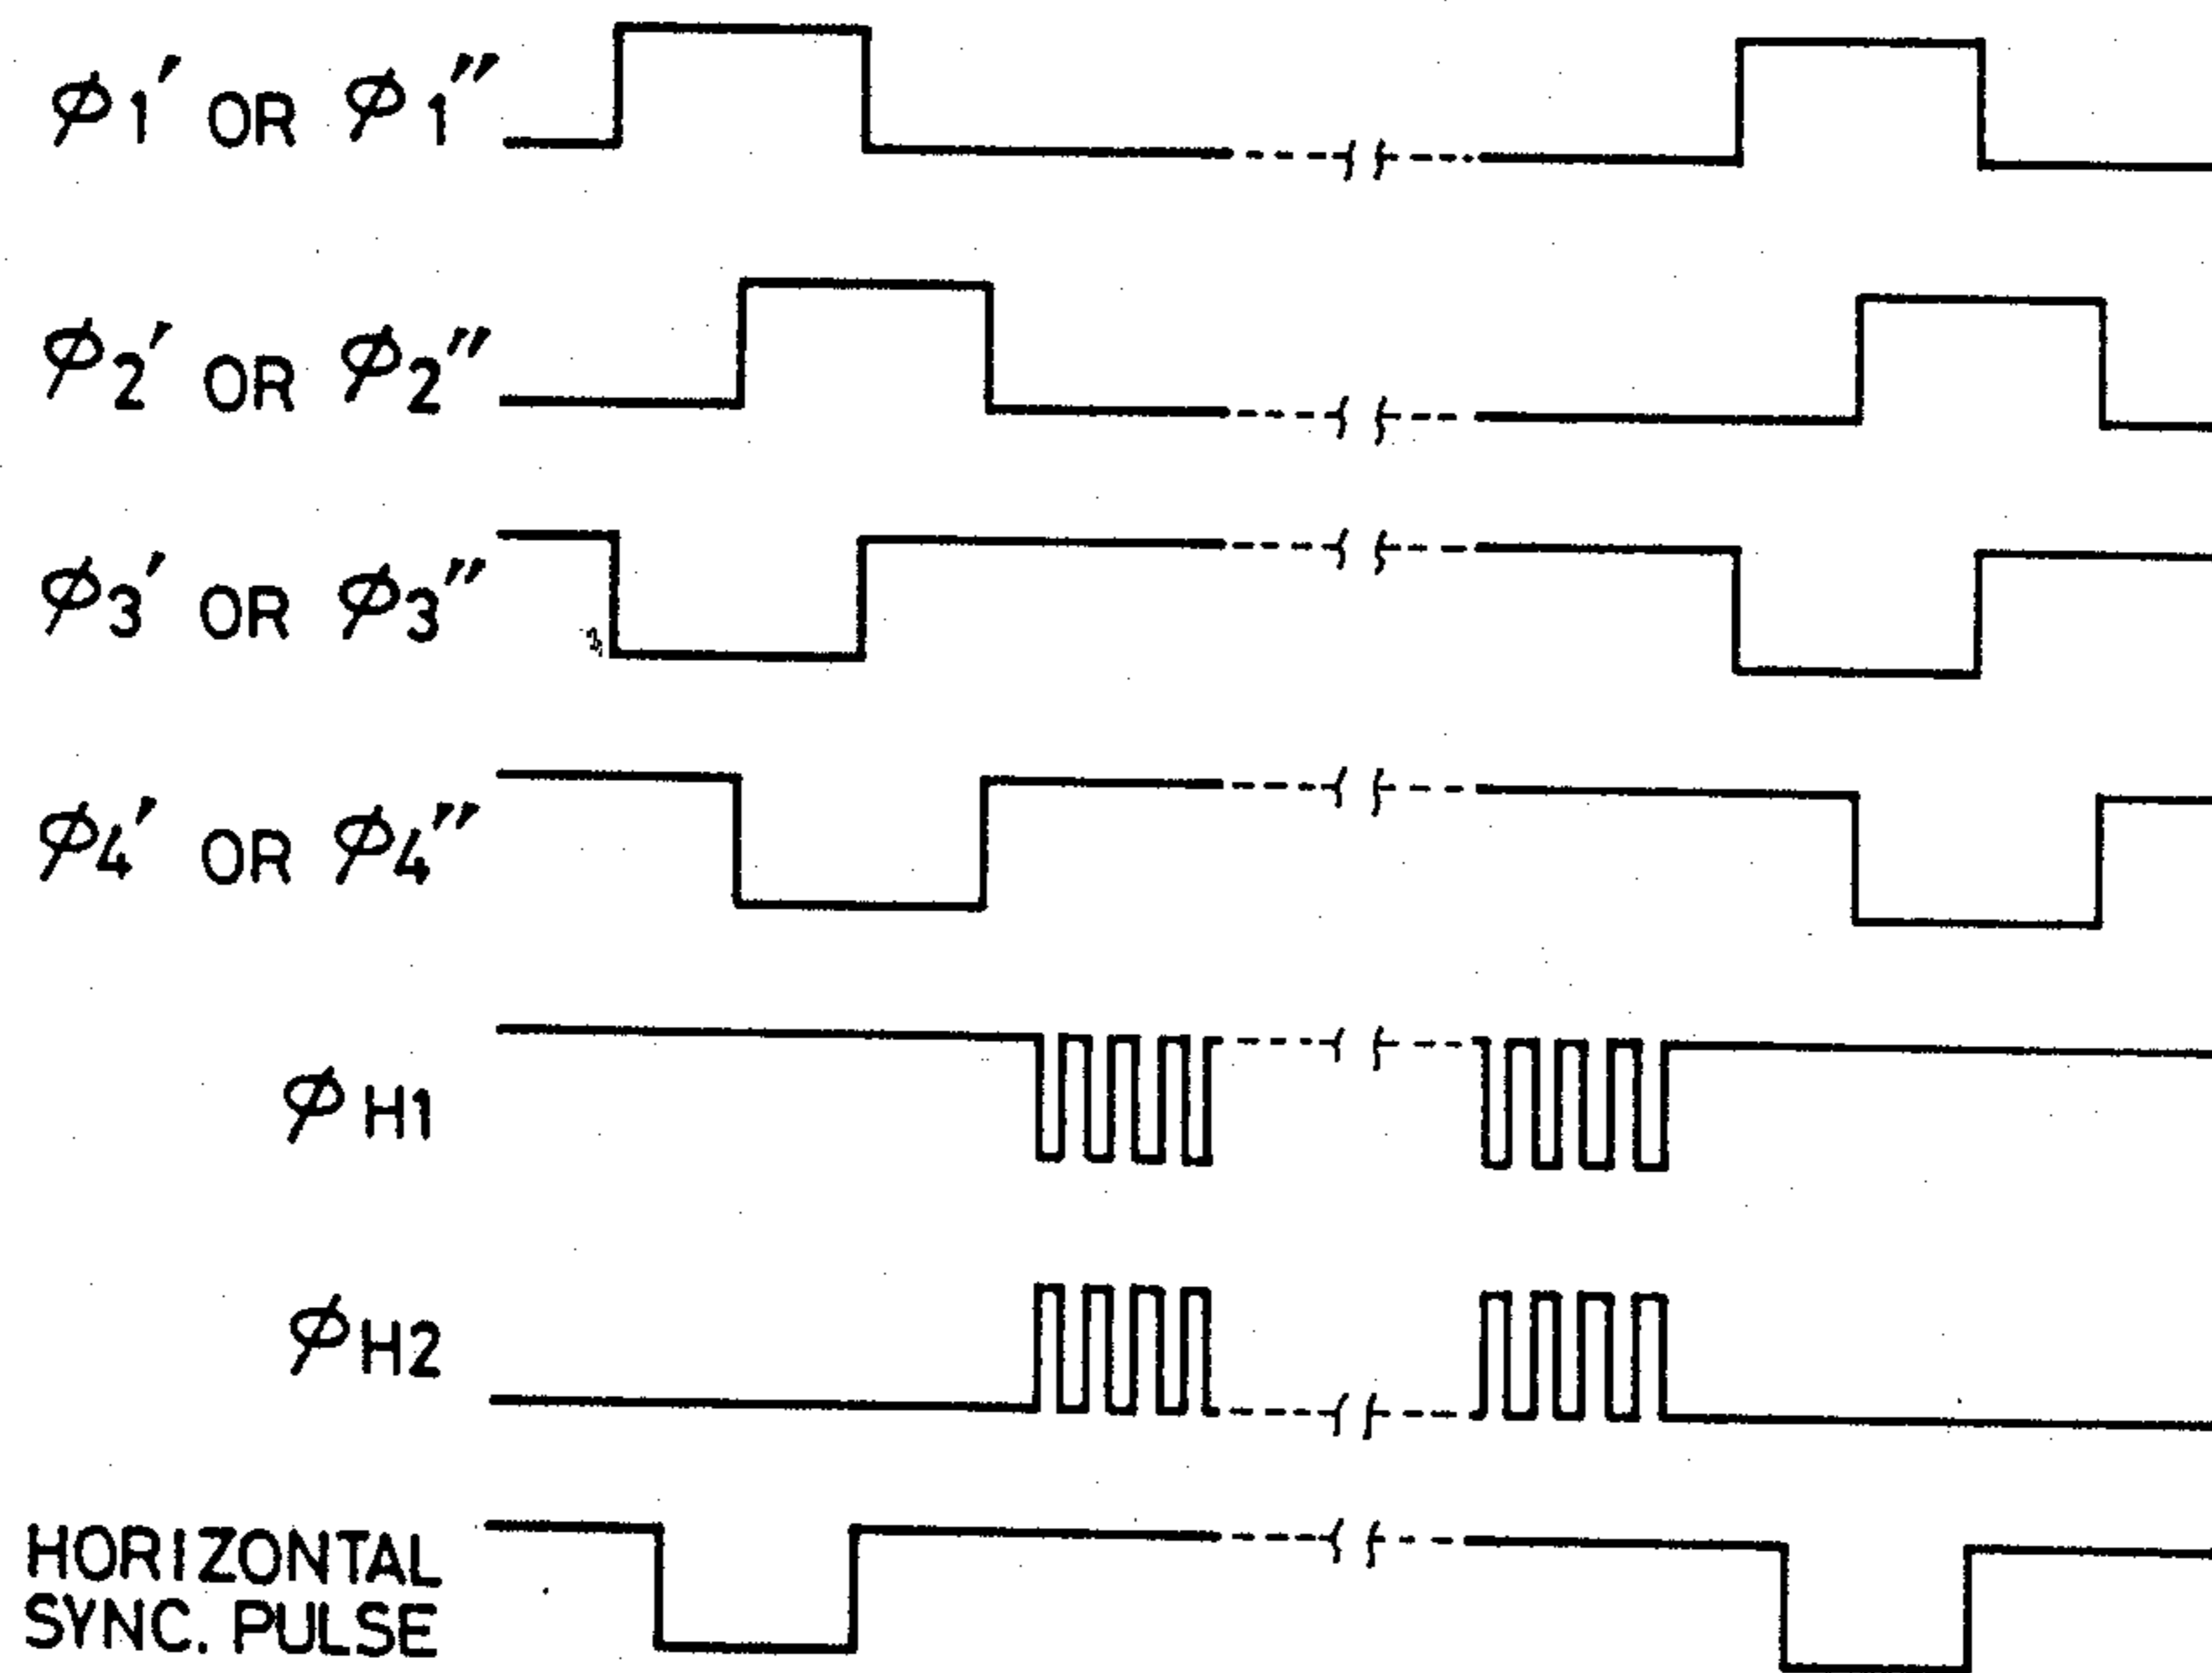 φ1′ OR φ1″
φ2′ OR φ2″
φ3′ OR φ3″
φ4′ OR φ4″
φH1
φH2
HORIZONTAL
SYNC. PULSE